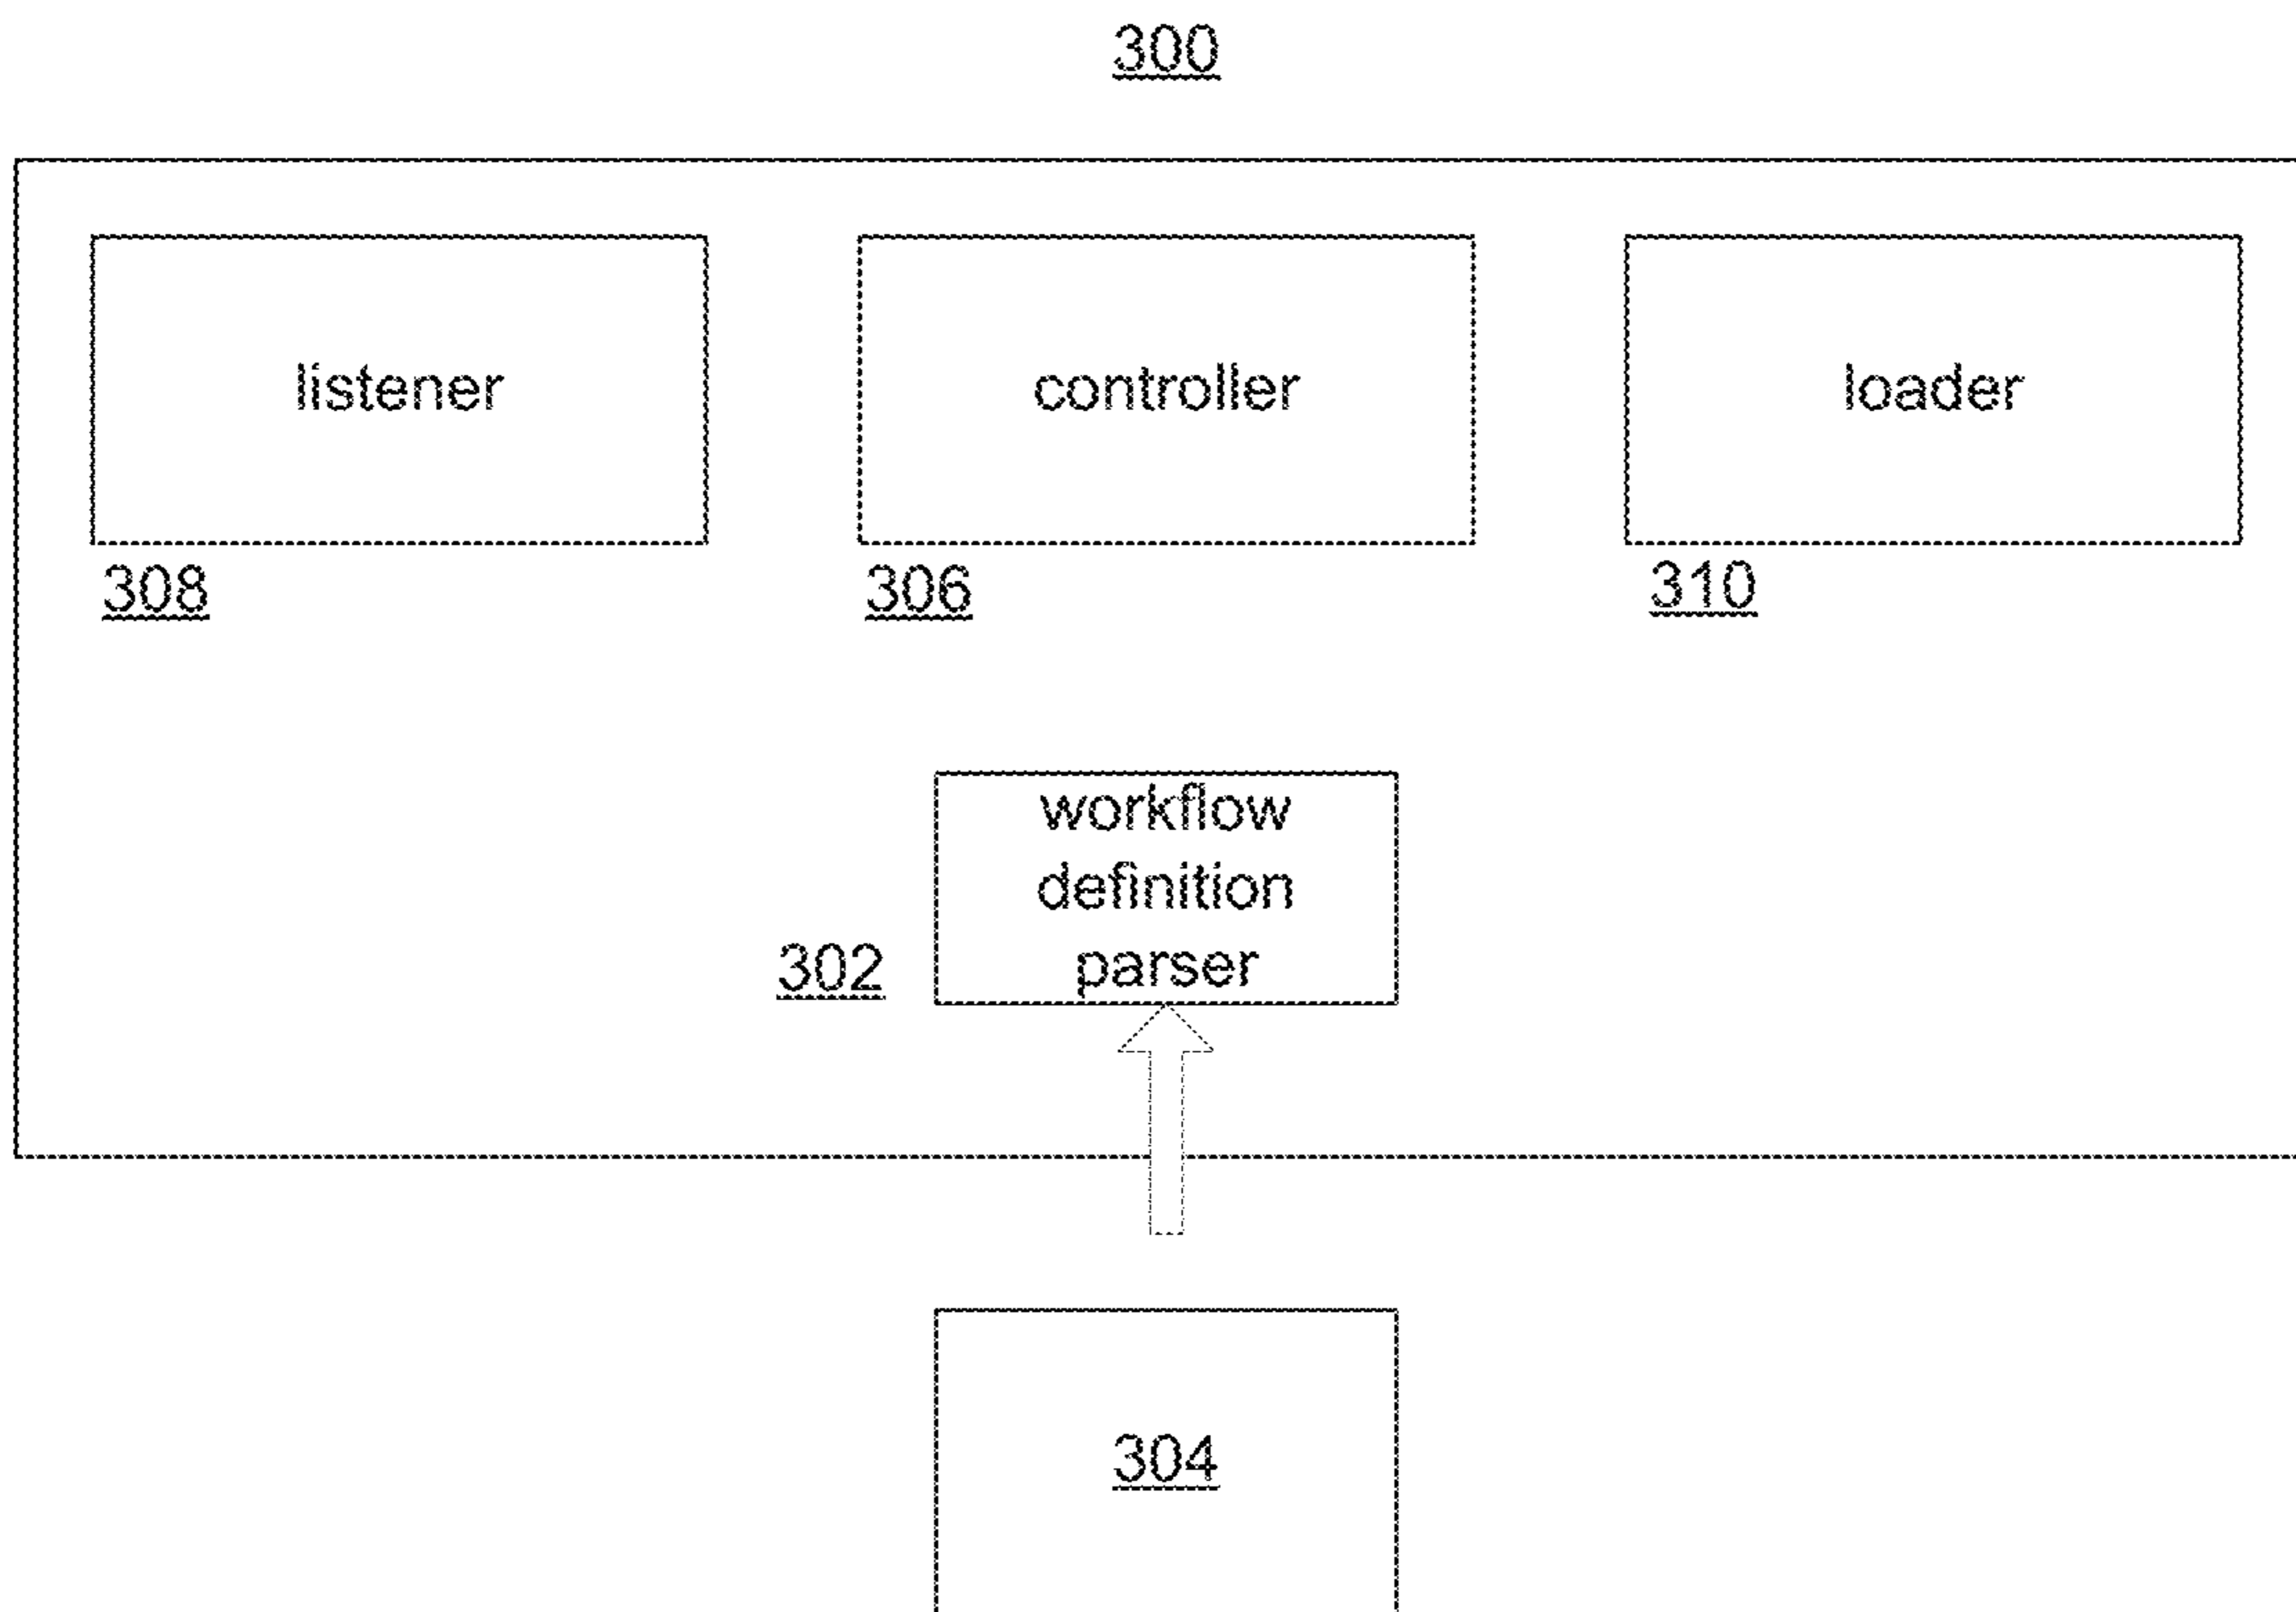 300
listener
controller
loader
308
306
310
workflow
definition
parser
302
304